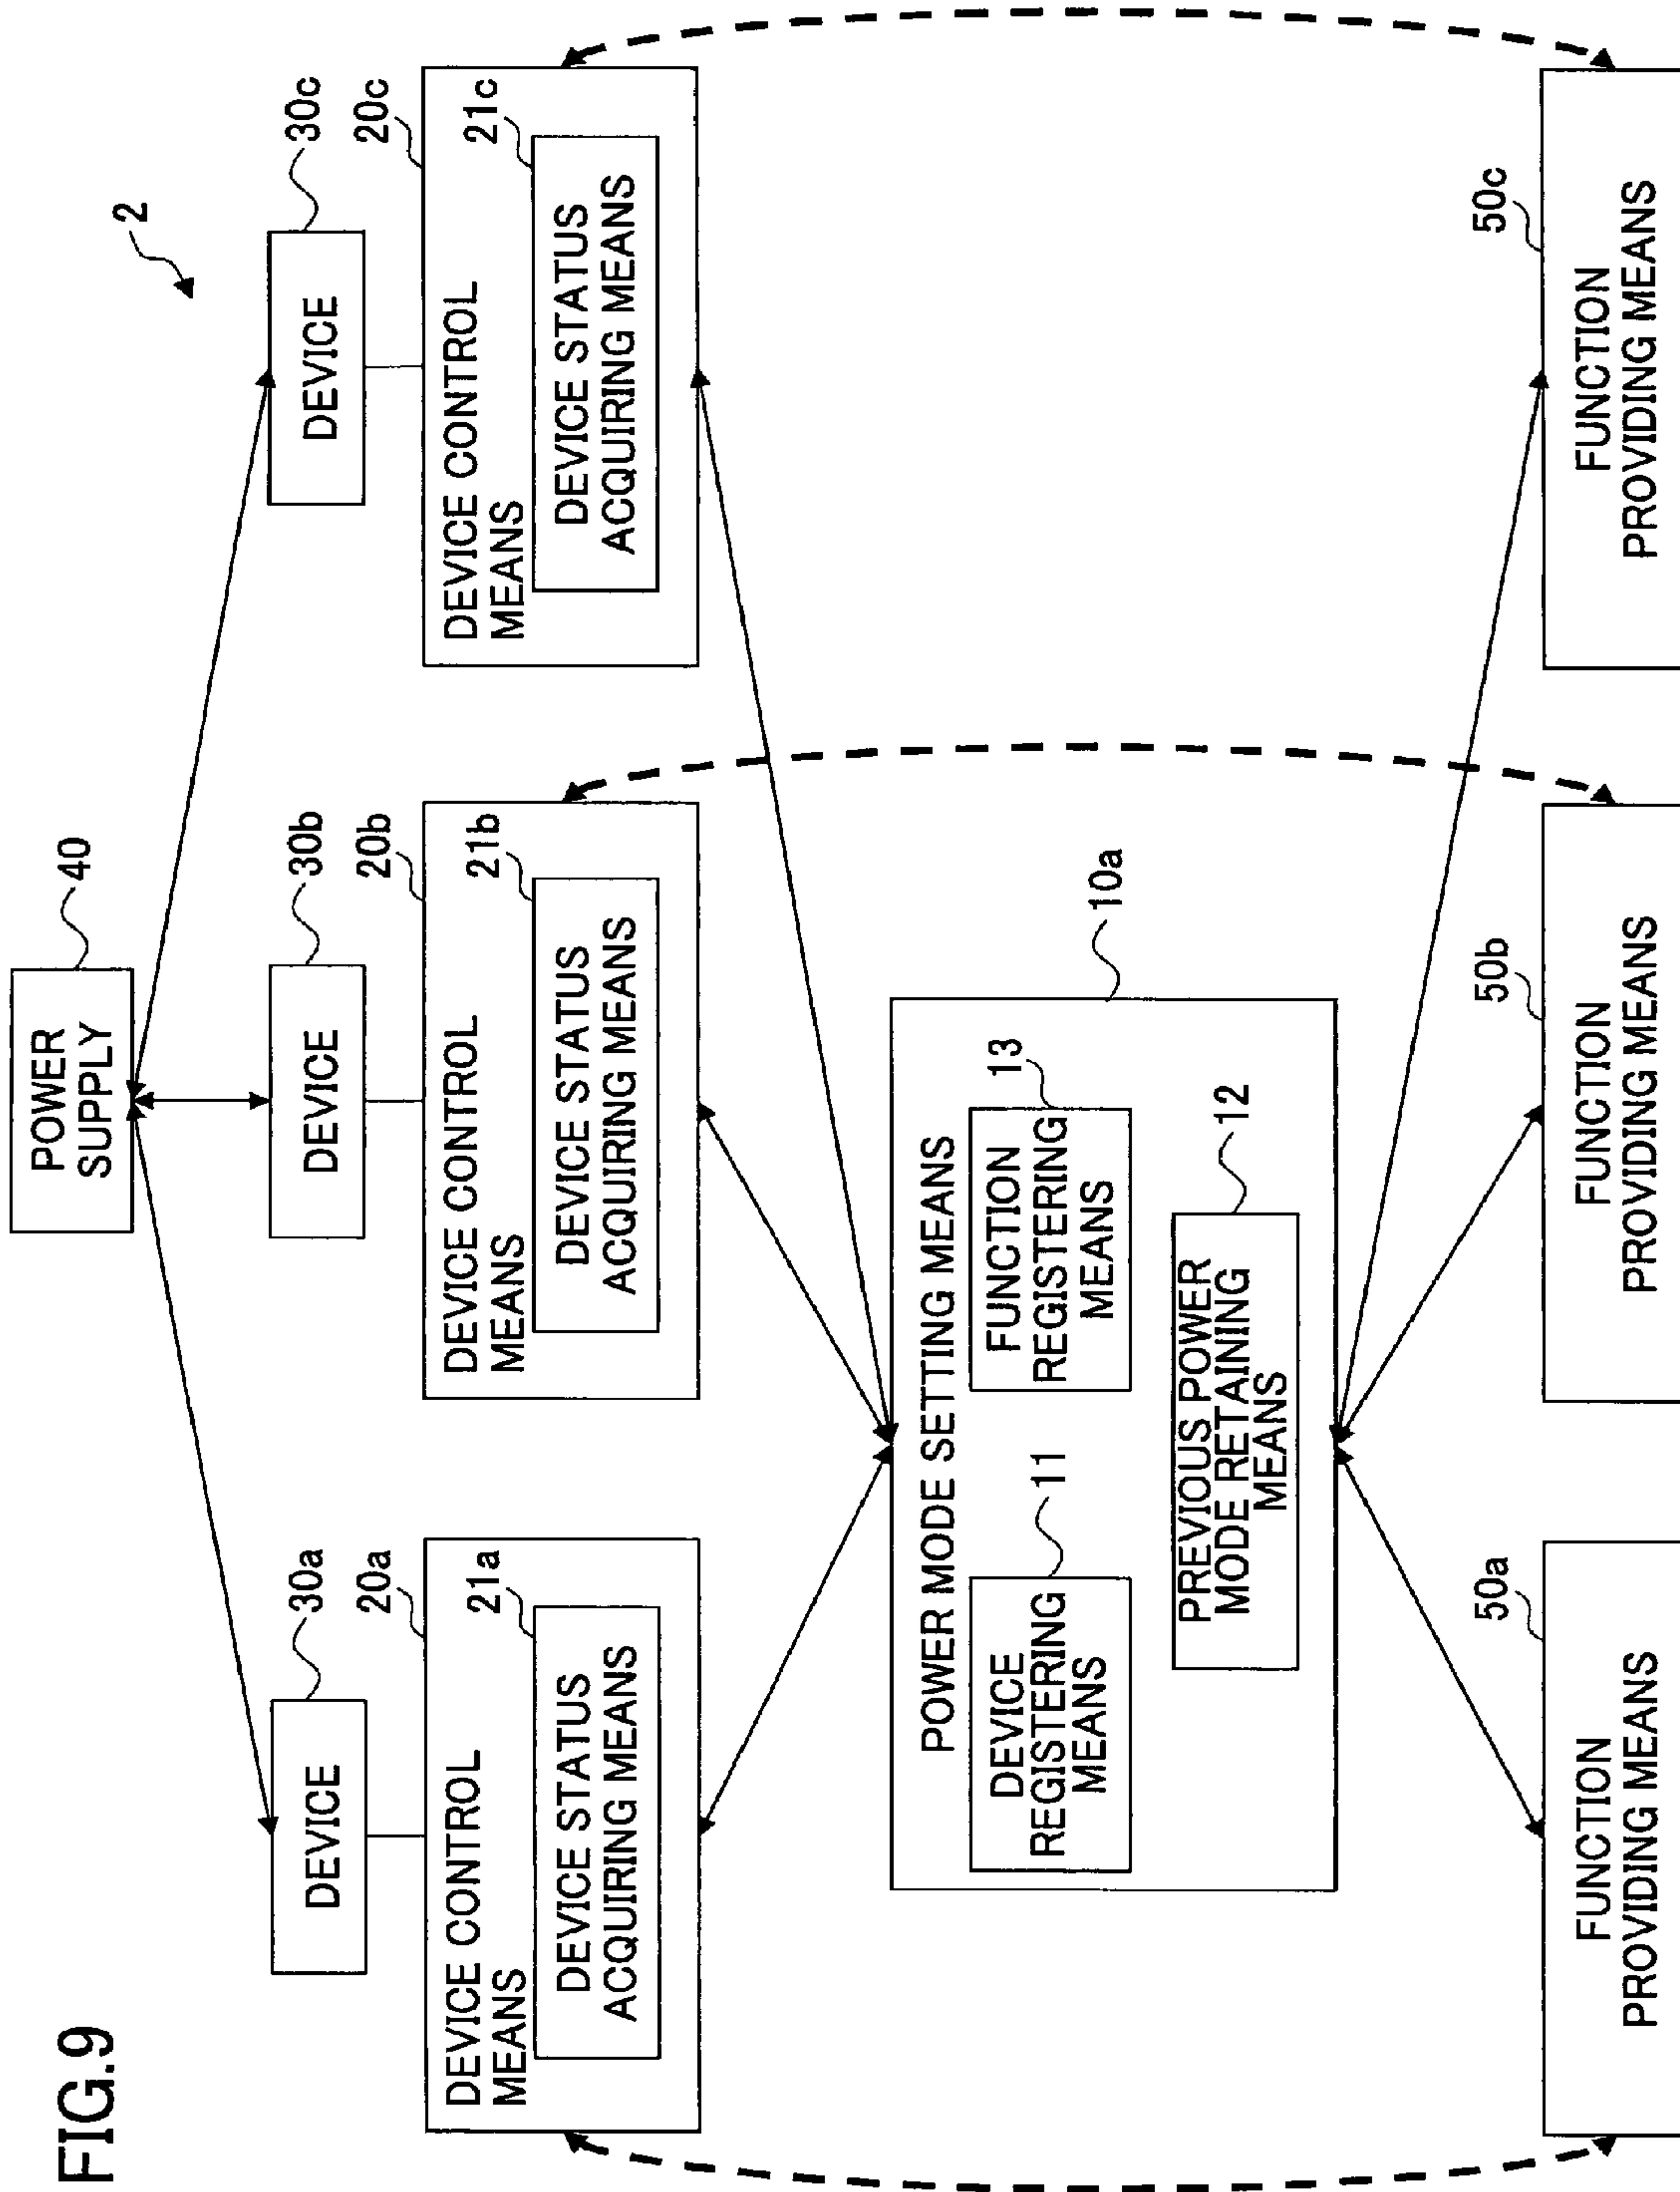 FIG.9
2
POWER
SUPPLY
40
DEVICE
30a
DEVICE
30b
DEVICE
30c
DEVICE CONTROL
MEANS
20a
DEVICE STATUS
ACQUIRING MEANS
21a
DEVICE CONTROL
MEANS
20b
DEVICE STATUS
ACQUIRING MEANS
21b
DEVICE CONTROL
MEANS
20c
DEVICE STATUS
ACQUIRING MEANS
21c
POWER MODE SETTING MEANS
10a
DEVICE
REGISTERING
MEANS
11
FUNCTION
REGISTERING
MEANS
13
PREVIOUS POWER
MODE RETAINING
MEANS
12
FUNCTION
PROVIDING MEANS
50a
FUNCTION
PROVIDING MEANS
50b
FUNCTION
PROVIDING MEANS
50c